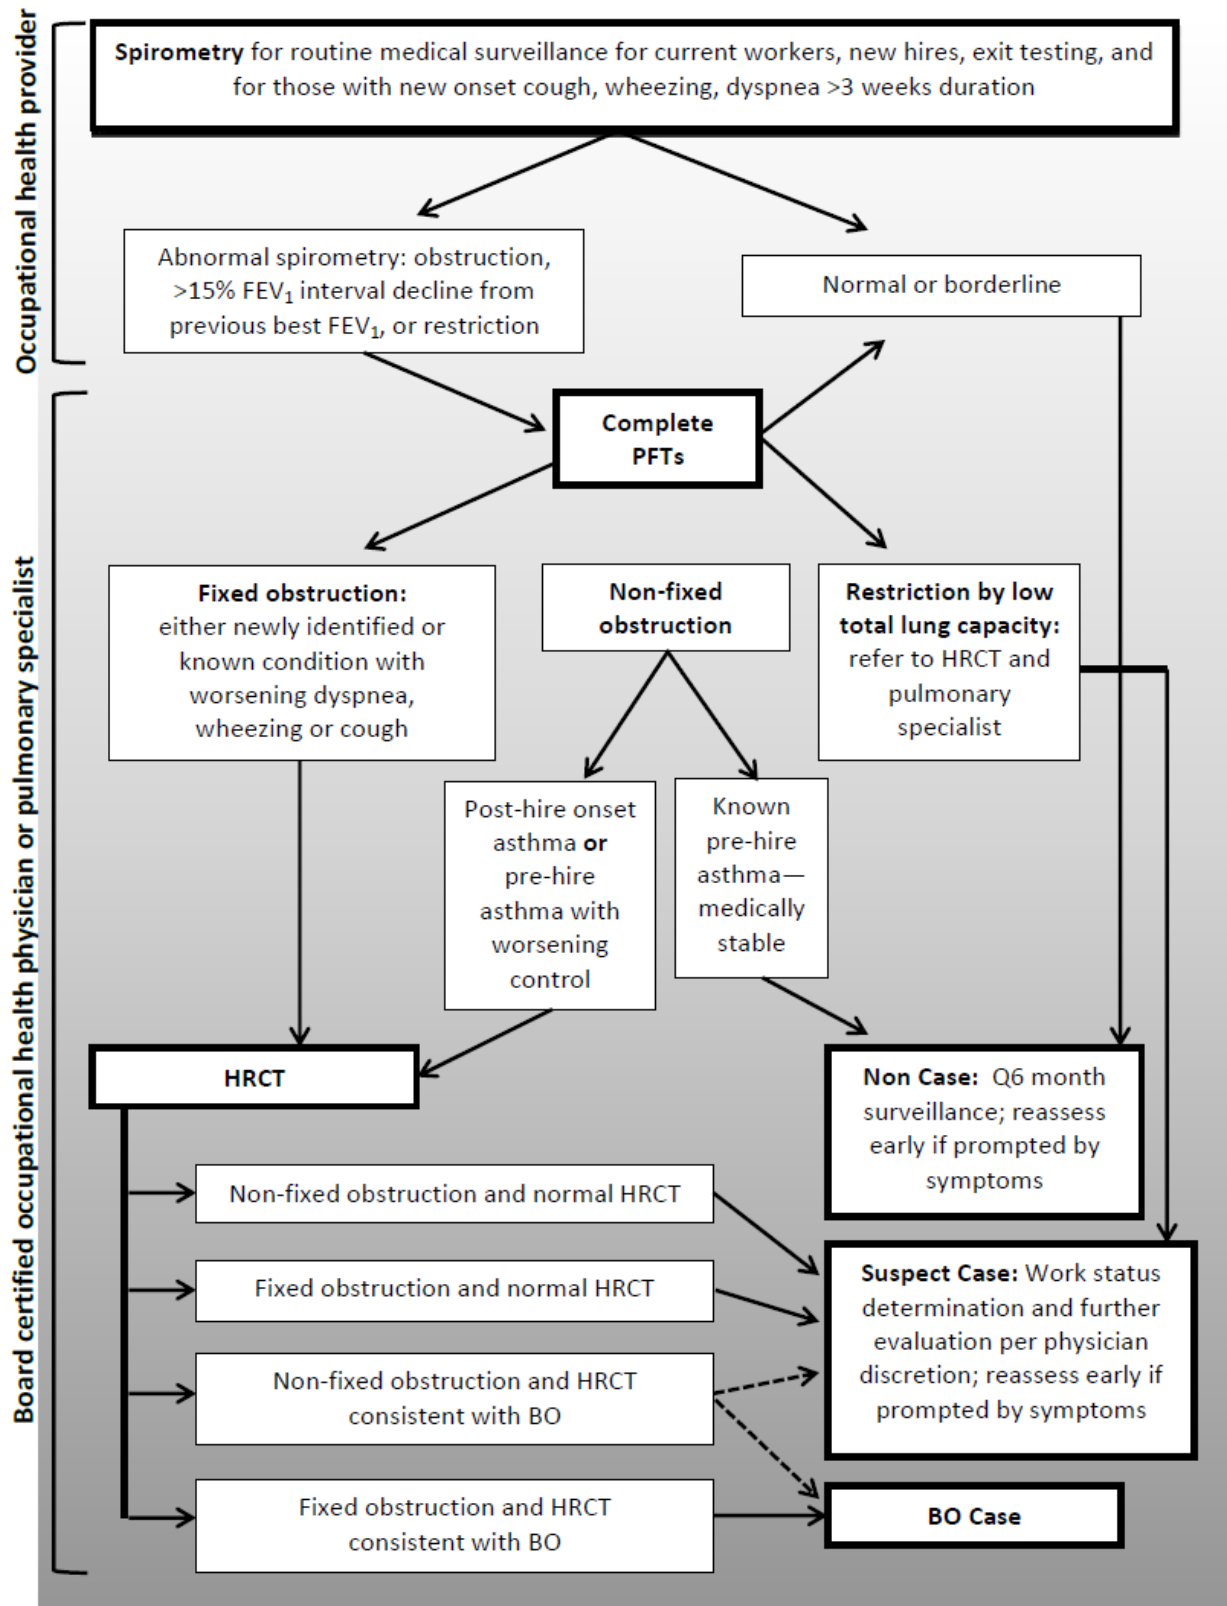 Occupational health provider
Spirometry for routine medical surveillance for current workers, new hires, exit testing, and
for those with new onset cough, wheezing, dyspnea >3 weeks duration
Abnormal spirometry: obstruction,
>15% FEV₁ interval decline from
previous best FEV₁, or restriction
Normal or borderline
Board certified occupational health physician or pulmonary specialist
Complete
PFTs
Fixed obstruction:
either newly identified or
known condition with
worsening dyspnea,
wheezing or cough
Non-fixed
obstruction
Restriction by low
total lung capacity:
refer to HRCT and
pulmonary
specialist
Post-hire onset
asthma or
pre-hire
asthma with
worsening
control
Known
pre-hire
asthma—
medically
stable
HRCT
Non Case: Q6 month
surveillance; reassess
early if prompted by
symptoms
Non-fixed obstruction and normal HRCT
Fixed obstruction and normal HRCT
Non-fixed obstruction and HRCT
consistent with BO
Fixed obstruction and HRCT
consistent with BO
Suspect Case: Work status
determination and further
evaluation per physician
discretion; reassess early if
prompted by symptoms
BO Case